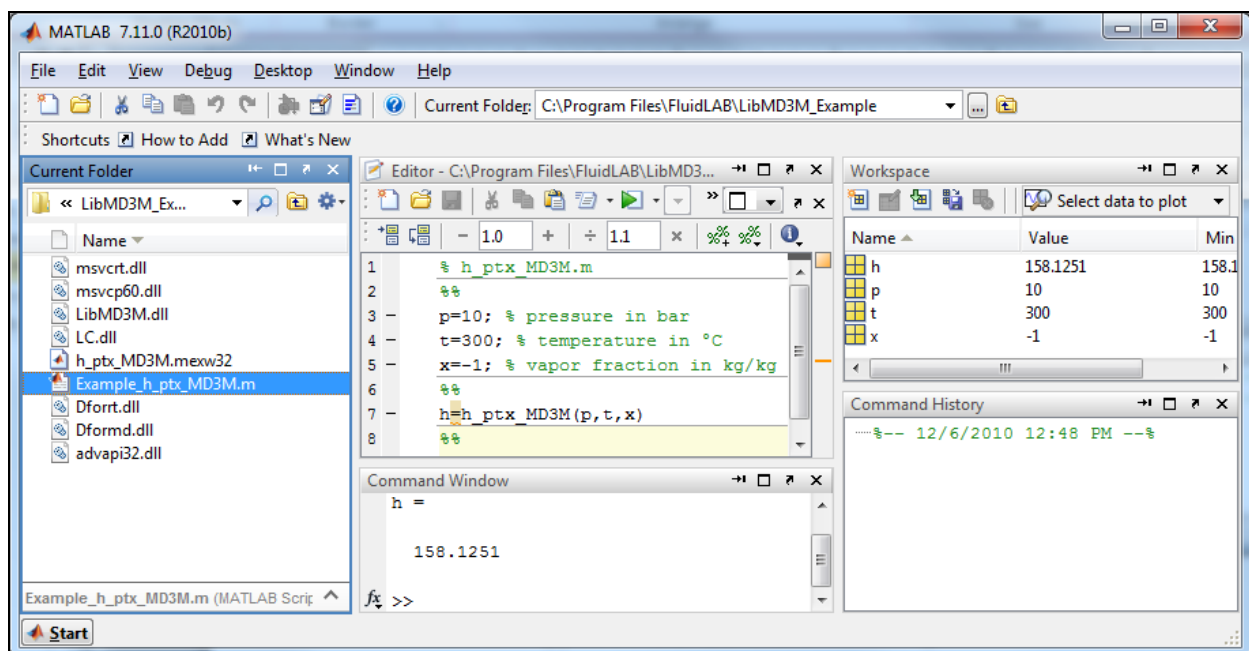 MATLAB 7.11.0 (R2010b)
File Edit View Debug Desktop Window Help
Current Folder: C:\Program Files\FluidLAB\LibMD3M_Example
Shortcuts How to Add What's New
Current Folder
« LibMD3M_Ex...
Name
msvcrt.dll
msvcp60.dll
LibMD3M.dll
LC.dll
h_ptx_MD3M.mexw32
Example_h_ptx_MD3M.m
Dforrt.dll
Dformd.dll
advapi32.dll
Example_h_ptx_MD3M.m (MATLAB Scrip
Editor - C:\Program Files\FluidLAB\LibMD3...
- 1.0 + ÷ 1.1 ×
1 % h_ptx_MD3M.m
2 %%
3 - p=10; % pressure in bar
4 - t=300; % temperature in °C
5 - x=-1; % vapor fraction in kg/kg
6 %%
7 - h=h_ptx_MD3M(p,t,x)
8 %%
Command Window
h =
158.1251
fx >>
Workspace
Select data to plot
Name Value Min
h 158.1251 158.1
p 10 10
t 300 300
x -1 -1
Command History
%-- 12/6/2010 12:48 PM --%
Start